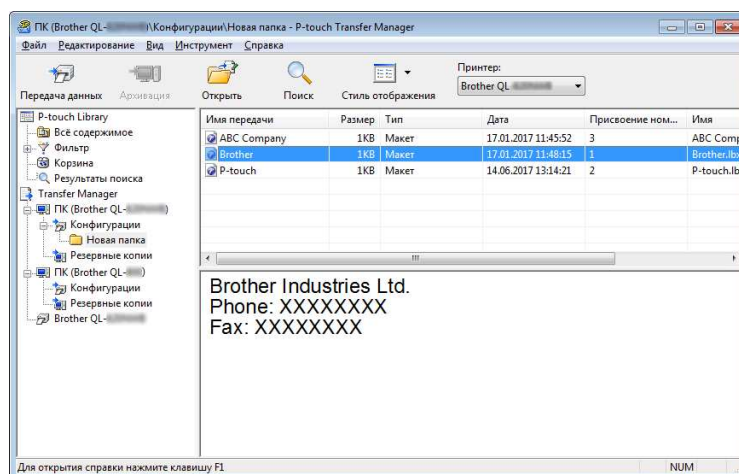 ПК (Brother QL- )\Конфигурации\Новая папка - P-touch Transfer Manager
Файл Редактирование Вид Инструмент Справка
Передача данных Архивация Открыть Поиск Стиль отображения
Принтер:
Brother QL
P-touch Library
Всё содержимое
Фильтр
Корзина
Результаты поиска
Transfer Manager
ПК (Brother QL- )
Конфигурации
Новая папка
Резервные копии
ПК (Brother QL- )
Конфигурации
Резервные копии
Brother QL-
Имя передачи Размер Тип Дата Присвоение ном... Имя
ABC Company 1KB Макет 17.01.2017 11:45:52 3 ABC Comp
Brother 1KB Макет 17.01.2017 11:48:15 1 Brother.lbx
P-touch 1KB Макет 14.06.2017 13:14:21 2 P-touch.lb
Brother Industries Ltd.
Phone: XXXXXXXX
Fax: XXXXXXXX
Для открытия справки нажмите клавишу F1
NUM